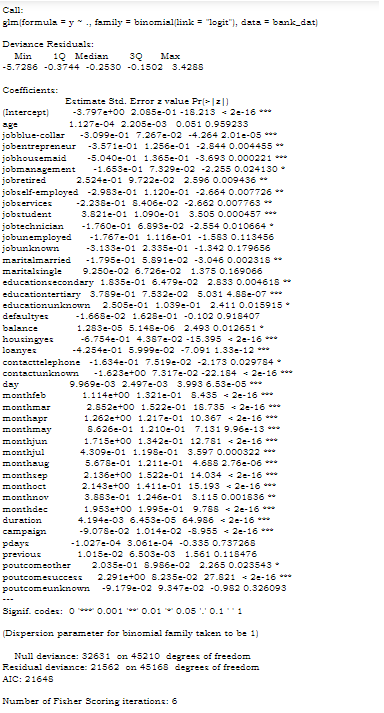 Call:
glm(formula = y ~ ., family = binomial(link = "logit"), data = bank_dat)
Deviance Residuals:
Min 1Q Median 3Q Max
-5.7286 -0.3744 -0.2530 -0.1502 3.4288
Coefficients:
Estimate Std. Error z value Pr(>|z|)
(Intercept) -3.797e+00 2.085e-01 -18.213 < 2e-16 ***
age 1.127e-04 2.205e-03 0.051 0.959233
jobblue-collar -3.099e-01 7.267e-02 -4.264 2.01e-05 ***
jobentrepreneur -3.571e-01 1.256e-01 -2.844 0.004455 **
jobhousemaid -5.040e-01 1.365e-01 -3.693 0.000221 ***
jobmanagement -1.653e-01 7.329e-02 -2.255 0.024130 *
jobretired 2.524e-01 9.722e-02 2.596 0.009436 **
jobself-employed -2.983e-01 1.120e-01 -2.664 0.007726 **
jobservices -2.238e-01 8.406e-02 -2.662 0.007763 **
jobstudent 3.821e-01 1.090e-01 3.505 0.000457 ***
jobtechnician -1.760e-01 6.893e-02 -2.554 0.010664 *
jobunemployed -1.767e-01 1.116e-01 -1.583 0.113456
jobunknown -3.133e-01 2.335e-01 -1.342 0.179656
maritalmarried -1.795e-01 5.891e-02 -3.046 0.002318 **
maritalsingle 9.250e-02 6.726e-02 1.375 0.169066
educationsecondary 1.835e-01 6.479e-02 2.833 0.004618 **
educationtertiary 3.789e-01 7.532e-02 5.031 4.88e-07 ***
educationunknown 2.505e-01 1.039e-01 2.411 0.015915 *
defaultyes -1.668e-02 1.628e-01 -0.102 0.918407
balance 1.283e-05 5.148e-06 2.493 0.012651 *
housingyes -6.754e-01 4.387e-02 -15.395 < 2e-16 ***
loanyes -4.254e-01 5.999e-02 -7.091 1.33e-12 ***
contacttelephone -1.634e-01 7.519e-02 -2.173 0.029784 *
contactunknown -1.623e+00 7.317e-02 -22.184 < 2e-16 ***
day 9.969e-03 2.497e-03 3.993 6.53e-05 ***
monthfeb 1.114e+00 1.321e-01 8.435 < 2e-16 ***
monthmar 2.852e+00 1.522e-01 18.735 < 2e-16 ***
monthapr 1.262e+00 1.217e-01 10.367 < 2e-16 ***
monthmay 8.626e-01 1.210e-01 7.131 9.96e-13 ***
monthjun 1.715e+00 1.342e-01 12.781 < 2e-16 ***
monthjul 4.309e-01 1.198e-01 3.597 0.000322 ***
monthaug 5.678e-01 1.211e-01 4.688 2.76e-06 ***
monthsep 2.136e+00 1.522e-01 14.034 < 2e-16 ***
monthoct 2.143e+00 1.411e-01 15.193 < 2e-16 ***
monthnov 3.883e-01 1.246e-01 3.115 0.001836 **
monthdec 1.953e+00 1.995e-01 9.788 < 2e-16 ***
duration 4.194e-03 6.453e-05 64.986 < 2e-16 ***
campaign -9.078e-02 1.014e-02 -8.955 < 2e-16 ***
pdays -1.027e-04 3.061e-04 -0.335 0.737268
previous 1.015e-02 6.503e-03 1.561 0.118476
poutcomeother 2.035e-01 8.986e-02 2.265 0.023543 *
poutcomesuccess 2.291e+00 8.235e-02 27.821 < 2e-16 ***
poutcomeunknown -9.179e-02 9.347e-02 -0.982 0.326093
---
Signif. codes: 0 '***' 0.001 '**' 0.01 '*' 0.05 '.' 0.1 ' ' 1
(Dispersion parameter for binomial family taken to be 1)
Null deviance: 32631 on 45210 degrees of freedom
Residual deviance: 21562 on 45168 degrees of freedom
AIC: 21648
Number of Fisher Scoring iterations: 6